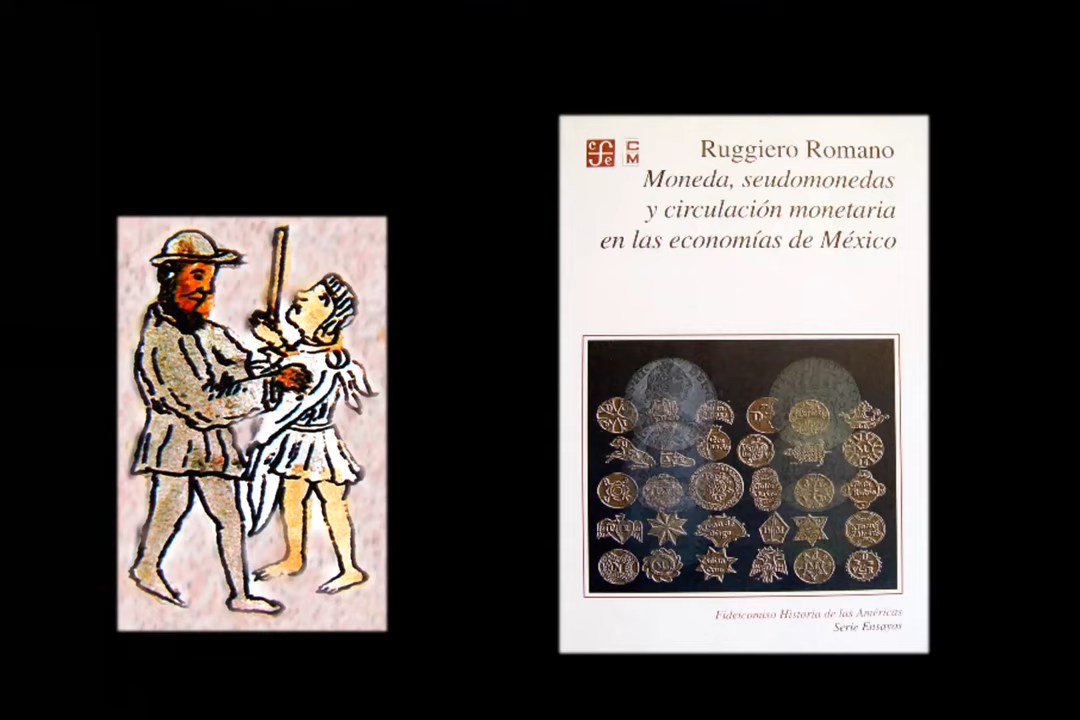 Ruggiero Romano
Moneda, seudomonedas
y circulación monetaria
en las economías de México
Fideicomiso Historia de las Américas
Serie Ensayos